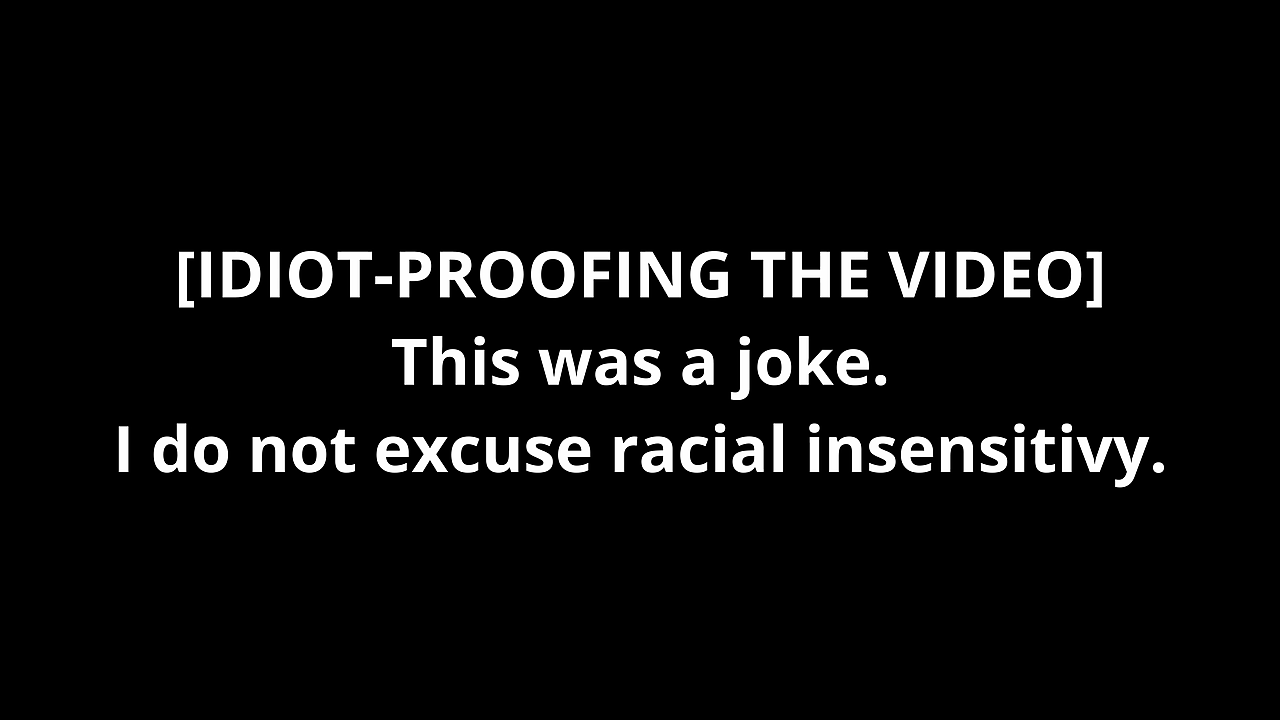 [IDIOT-PROOFING THE VIDEO]
This was a joke.
I do not excuse racial insensitivy.